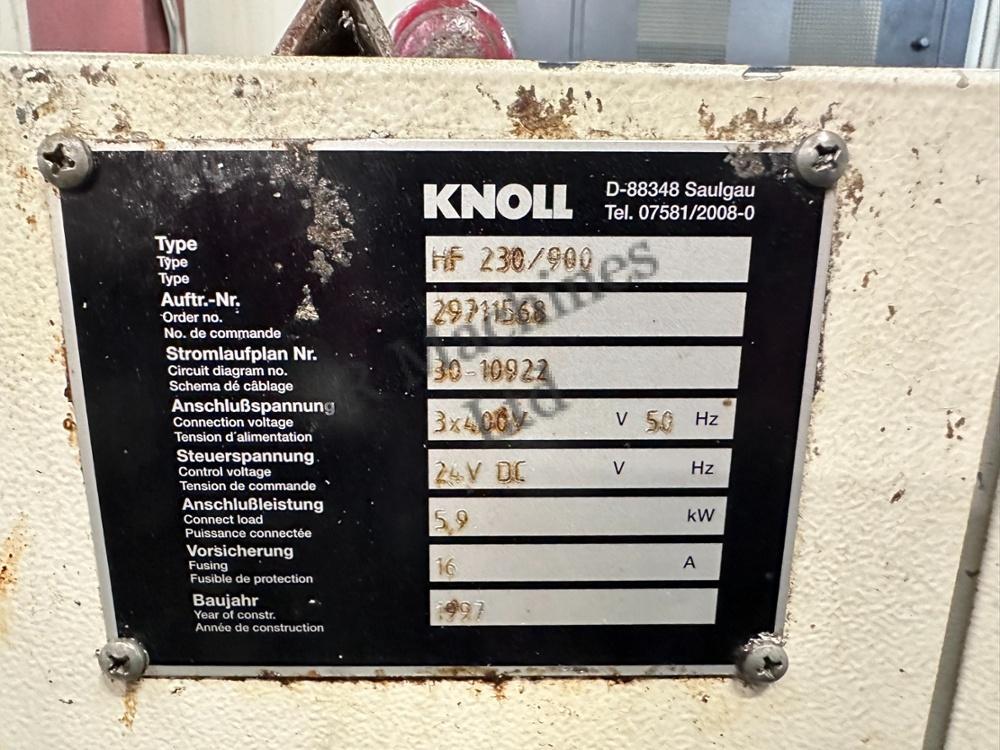 KNOLL
D-88348 Saulgau
Tel. 07581/2008-0
Type HF 230/900
Type
Type
Auftr.-Nr. 29711568
Order no.
No. de commande
Stromlaufplan Nr. 30-10922
Circuit diagram no.
Schema dé câblage
Anschlußspannung 3x400V V 50 Hz
Connection voltage
Tension d'alimentation
Steuerspannung 24V DC V Hz
Control voltage
Tension de commande
Anschlußleistung 5,9 kW
Connect load
Puissance connectée
Vorsicherung 16 A
Fusing
Fusible de protection
Baujahr 1997
Year of constr.
Année de construction
Machines
Ltd